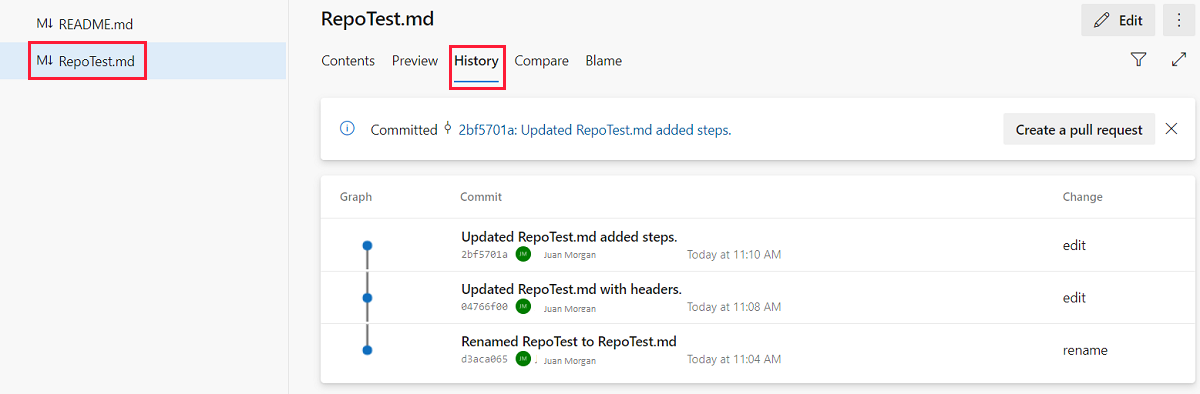 M↓ README.md
M↓ RepoTest.md
RepoTest.md
Edit
Contents Preview History Compare Blame
Committed 2bf5701a: Updated RepoTest.md added steps.
Create a pull request
Graph Commit Change
Updated RepoTest.md added steps.
2bf5701a JM Juan Morgan Today at 11:10 AM edit
Updated RepoTest.md with headers.
04766f00 JM Juan Morgan Today at 11:08 AM edit
Renamed RepoTest to RepoTest.md
d3aca065 JM Juan Morgan Today at 11:04 AM rename